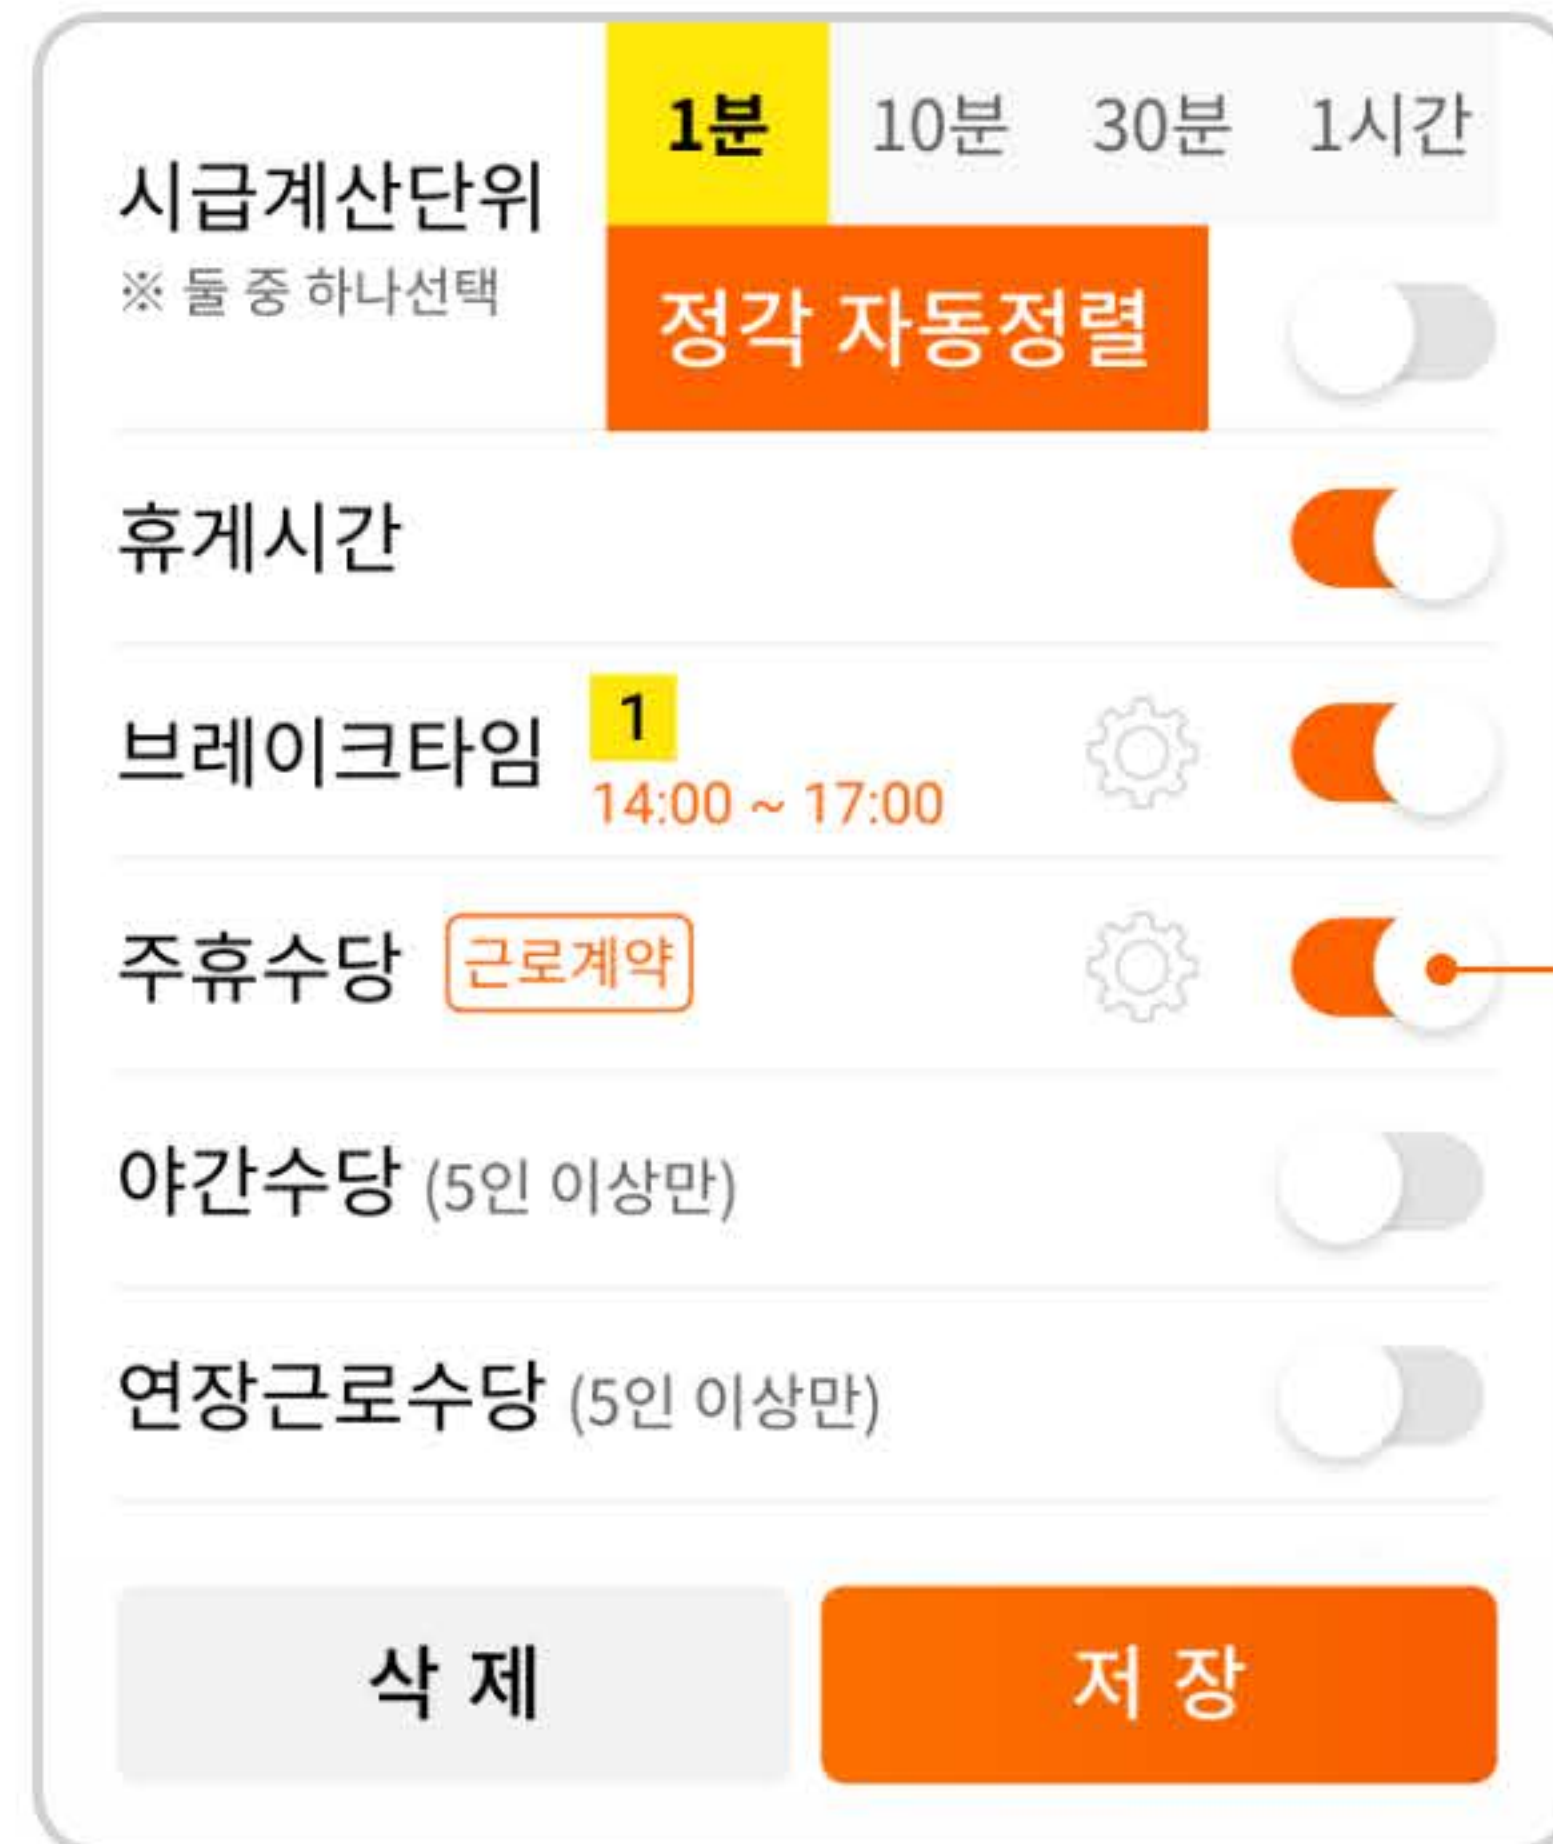 1분 10분 30분 1시간
시급계산단위
※ 둘 중 하나선택
정각 자동정렬
휴게시간
브레이크타임 1
14:00 ~ 17:00
주휴수당 근로계약
야간수당 (5인 이상만)
연장근로수당 (5인 이상만)
삭 제 저 장